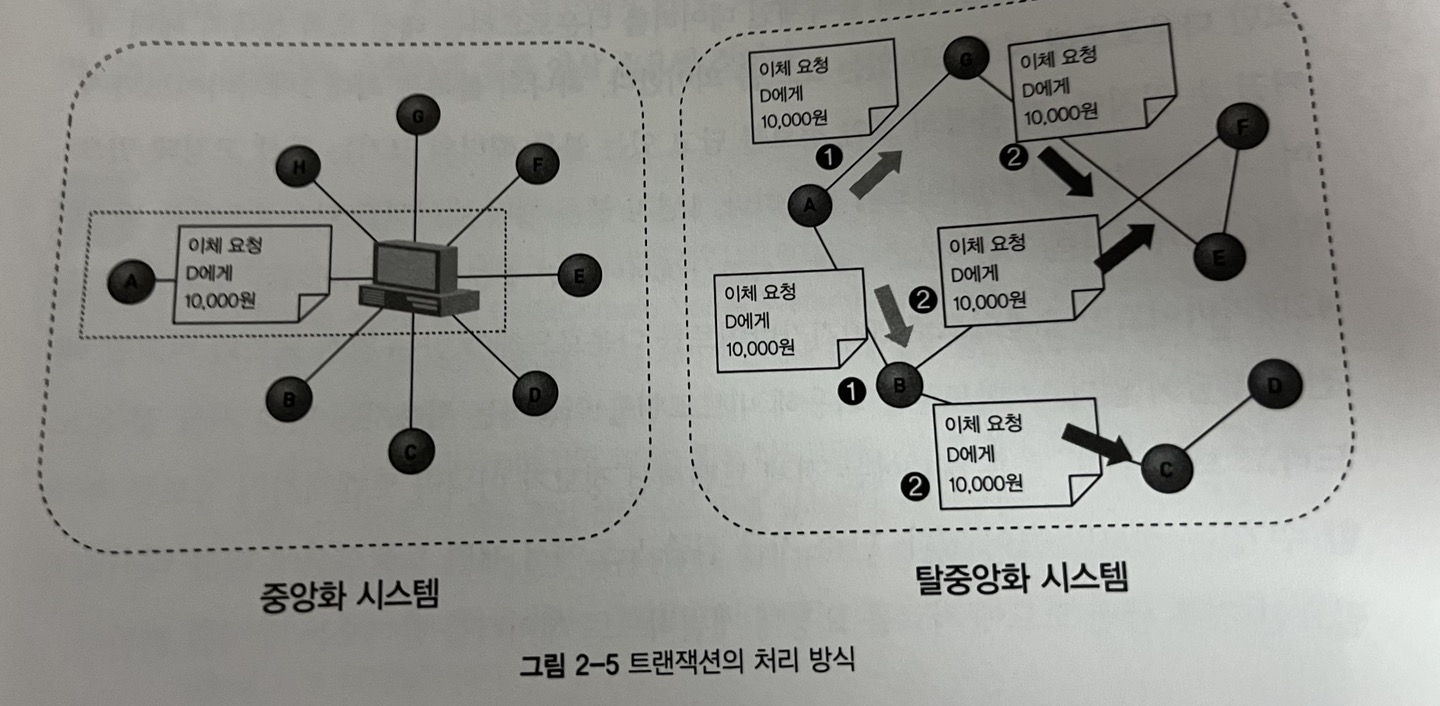 G
H
F
이체 요청
D에게
10,000원
A
E
B
D
C
중앙화 시스템
이체 요청
D에게
10,000원
❶
G
이체 요청
D에게
10,000원
❷
F
A
이체 요청
D에게
10,000원
❷
E
이체 요청
D에게
10,000원
❶
B
D
이체 요청
D에게
10,000원
❷
C
탈중앙화 시스템
그림 2-5 트랜잭션의 처리 방식